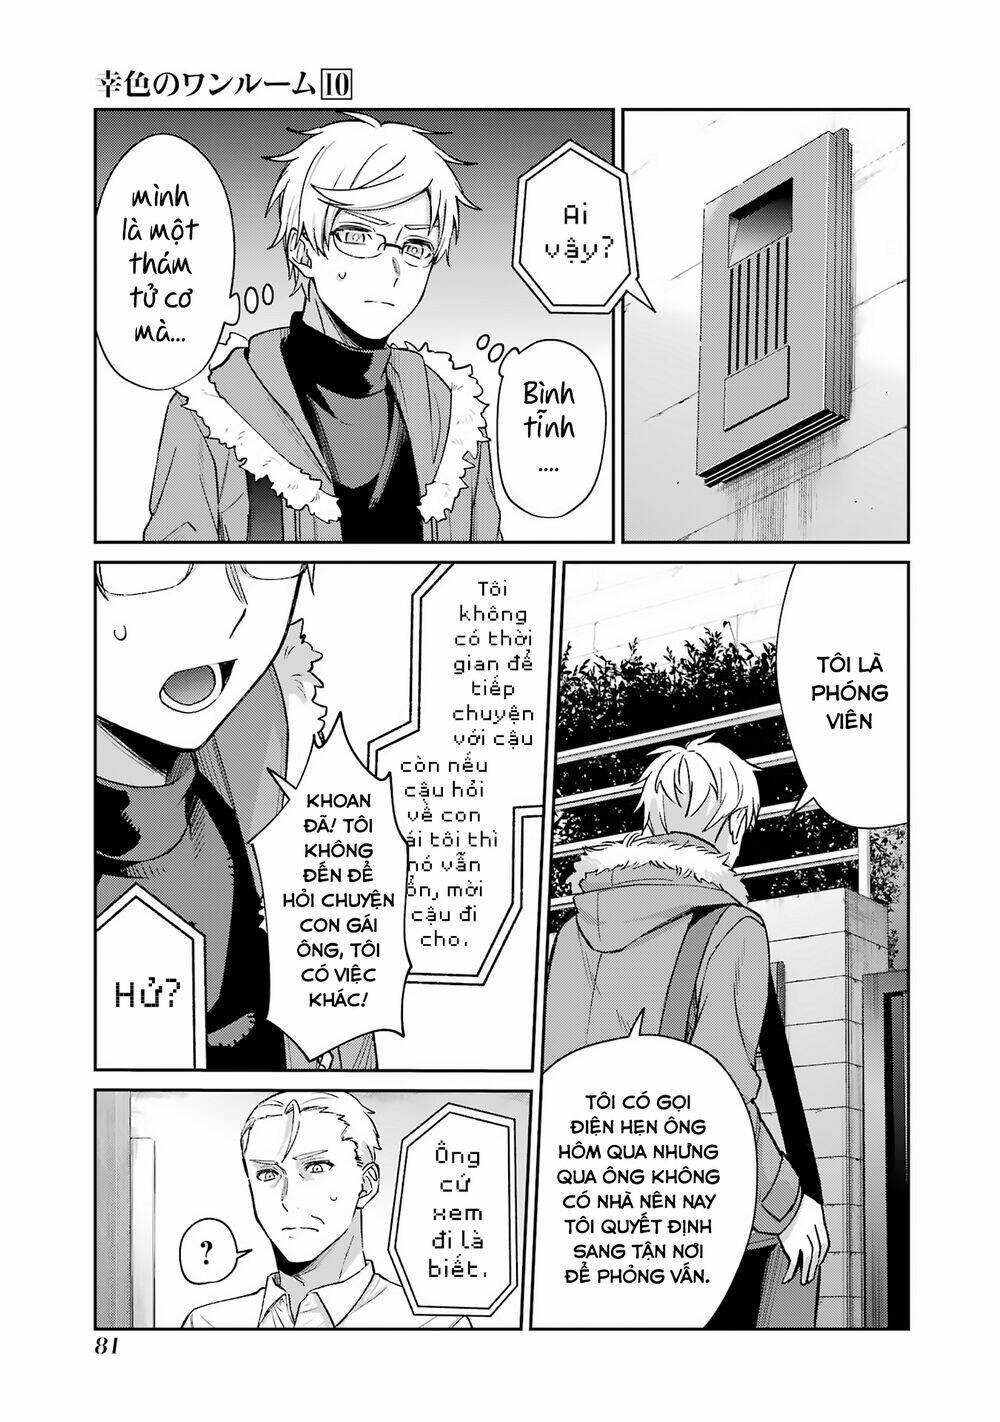 幸色のワンルーム10
Ai
vậy?
Bình
tĩnh
....
mình
là một
thám
tử cơ
mà...
TÔI LÀ
PHÓNG
VIÊN
TÔI CÓ GỌI
ĐIỆN HẸN ÔNG
HÔM QUA NHƯNG
QUA ÔNG KHÔNG
CÓ NHÀ NÊN NAY
TÔI QUYẾT ĐỊNH
SANG TẬN NƠI
ĐỂ PHỎNG VẤN.
Tôi
không
có thời
gian để
tiếp
chuyện
với cậu
còn nếu
cậu hỏi
về con
ái tôi thì
nó vẫn
ổn, mời
cậu đi
cho.
KHOAN
ĐÃ! TÔI
KHÔNG
ĐẾN ĐỂ
HỎI CHUYỆN
CON GÁI
ÔNG, TÔI
CÓ VIỆC
KHÁC!
Hử?
Ông
cứ
xem
đi là
biết.
?
81